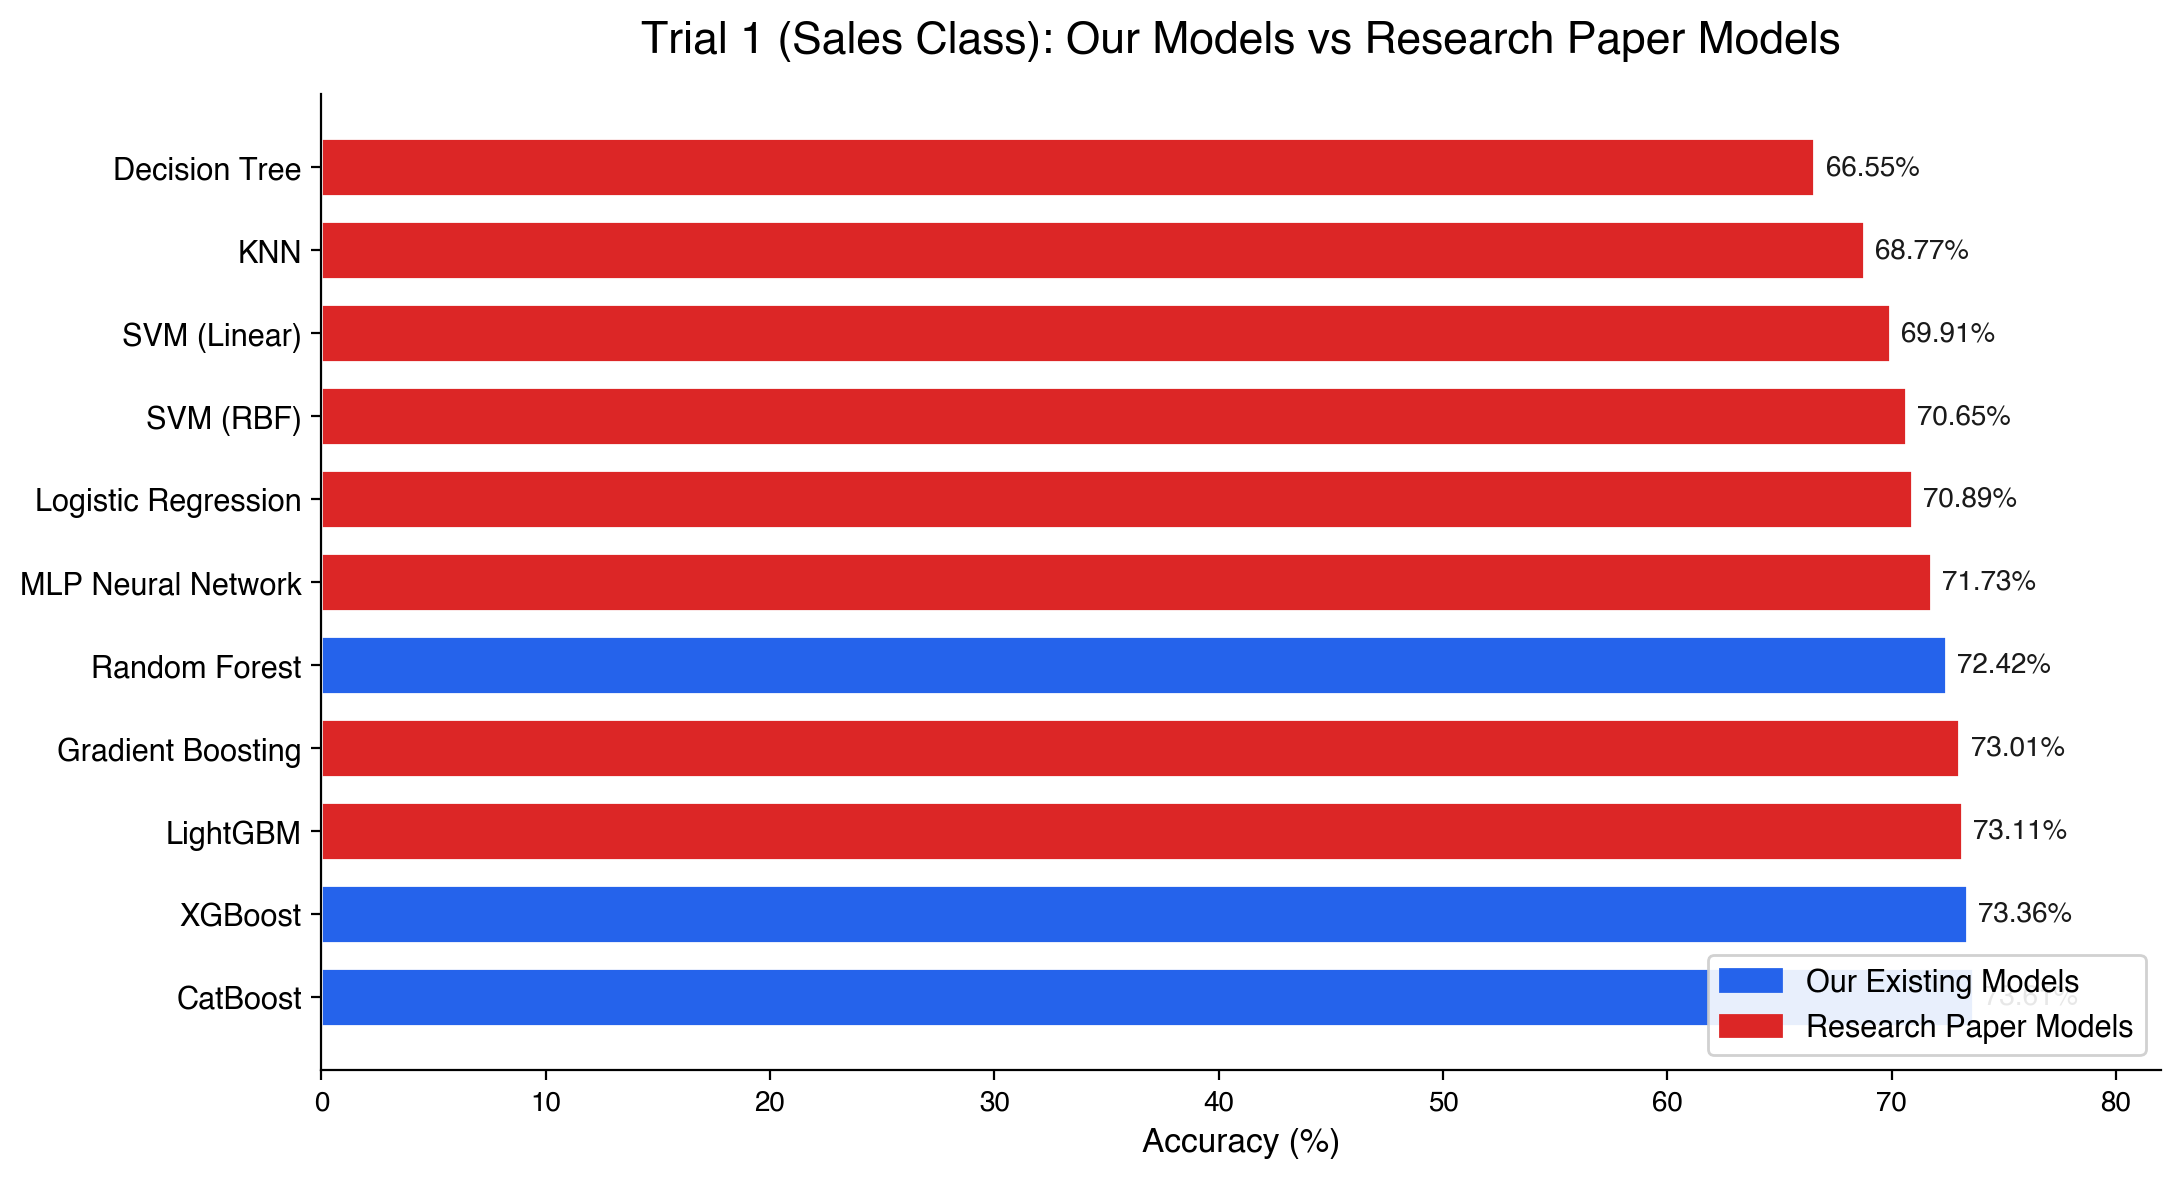 Trial 1 (Sales Class): Our Models vs Research Paper Models
Decision Tree 66.55%
KNN 68.77%
SVM (Linear) 69.91%
SVM (RBF) 70.65%
Logistic Regression 70.89%
MLP Neural Network 71.73%
Random Forest 72.42%
Gradient Boosting 73.01%
LightGBM 73.11%
XGBoost 73.36%
CatBoost 73.61%
Our Existing Models
Research Paper Models
0 10 20 30 40 50 60 70 80
Accuracy (%)